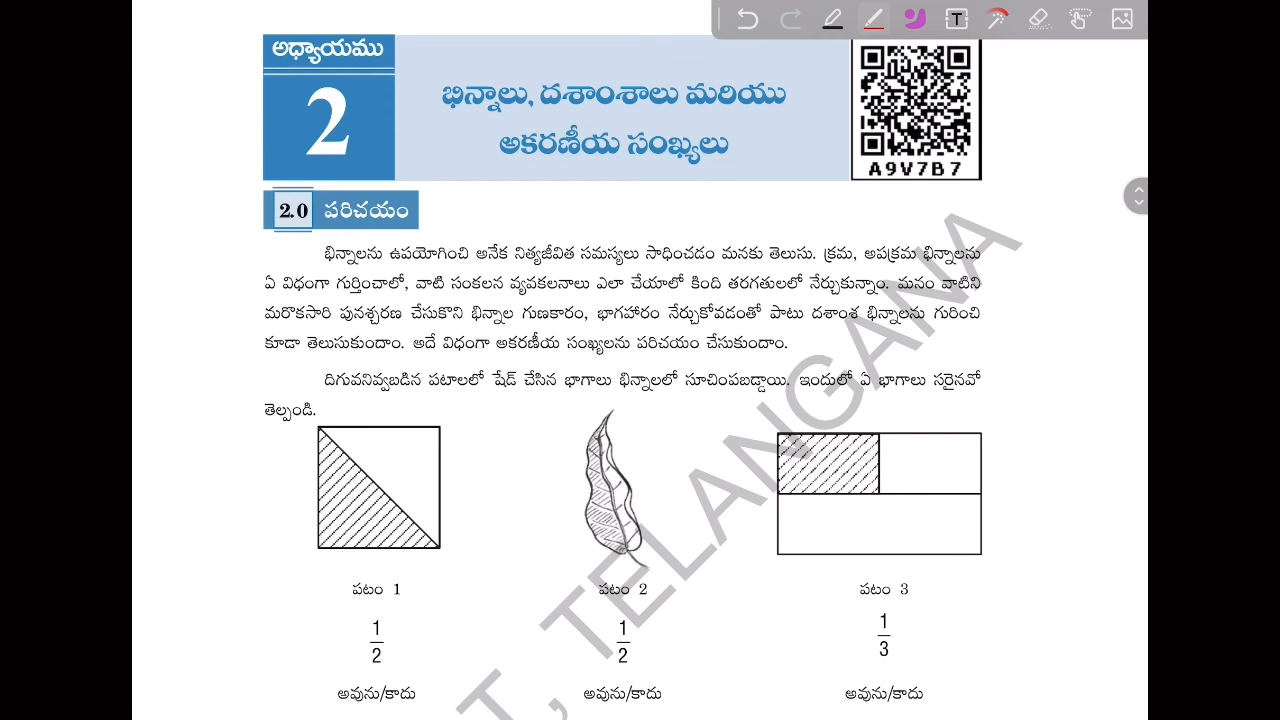 అధ్యాయము
2
భిన్నాలు, దశాంశాలు మరియు
అకరణీయ సంఖ్యలు
A9V7B7
2.0 పరిచయం
భిన్నాలను ఉపయోగించి అనేక నిత్యజీవిత సమస్యలు సాధించడం మనకు తెలుసు. క్రమ, అపక్రమ భిన్నాలను
ఏ విధంగా గుర్తించాలో, వాటి సంకలన వ్యవకలనాలు ఎలా చేయాలో కింది తరగతులలో నేర్చుకున్నాం. మనం వాటిని
మరొకసారి పునశ్చరణ చేసుకొని భిన్నాల గుణకారం, భాగహారం నేర్చుకోవడంతో పాటు దశాంశ భిన్నాలను గురించి
కూడా తెలుసుకుందాం. అదే విధంగా అకరణీయ సంఖ్యలను పరిచయం చేసుకుందాం.
దిగువనివ్వబడిన పటాలలో షేడ్ చేసిన భాగాలు భిన్నాలలో సూచింపబడ్డాయి. ఇందులో ఏ భాగాలు సరైనవో
తెల్పండి.
పటం 1 పటం 2 పటం 3
1/2 1/2 1/3
అవును/కాదు అవును/కాదు అవును/కాదు
T, TELANGANA